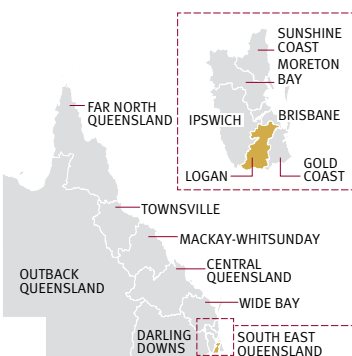 SUNSHINE
COAST
MORETON
BAY
IPSWICH
BRISBANE
LOGAN
GOLD
COAST
FAR NORTH
QUEENSLAND
TOWNSVILLE
MACKAY-WHITSUNDAY
CENTRAL
QUEENSLAND
OUTBACK
QUEENSLAND
WIDE BAY
DARLING
DOWNS
SOUTH EAST
QUEENSLAND